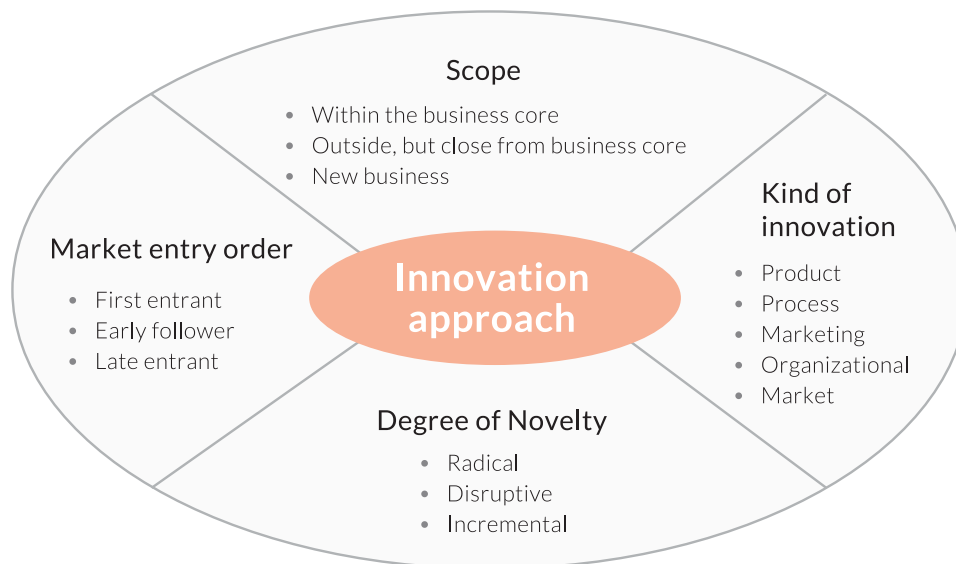 Scope
• Within the business core
• Outside, but close from business core
• New business
Kind of
innovation
• Product
• Process
• Marketing
• Organizational
• Market
Market entry order
• First entrant
• Early follower
• Late entrant
Innovation
approach
Degree of Novelty
• Radical
• Disruptive
• Incremental